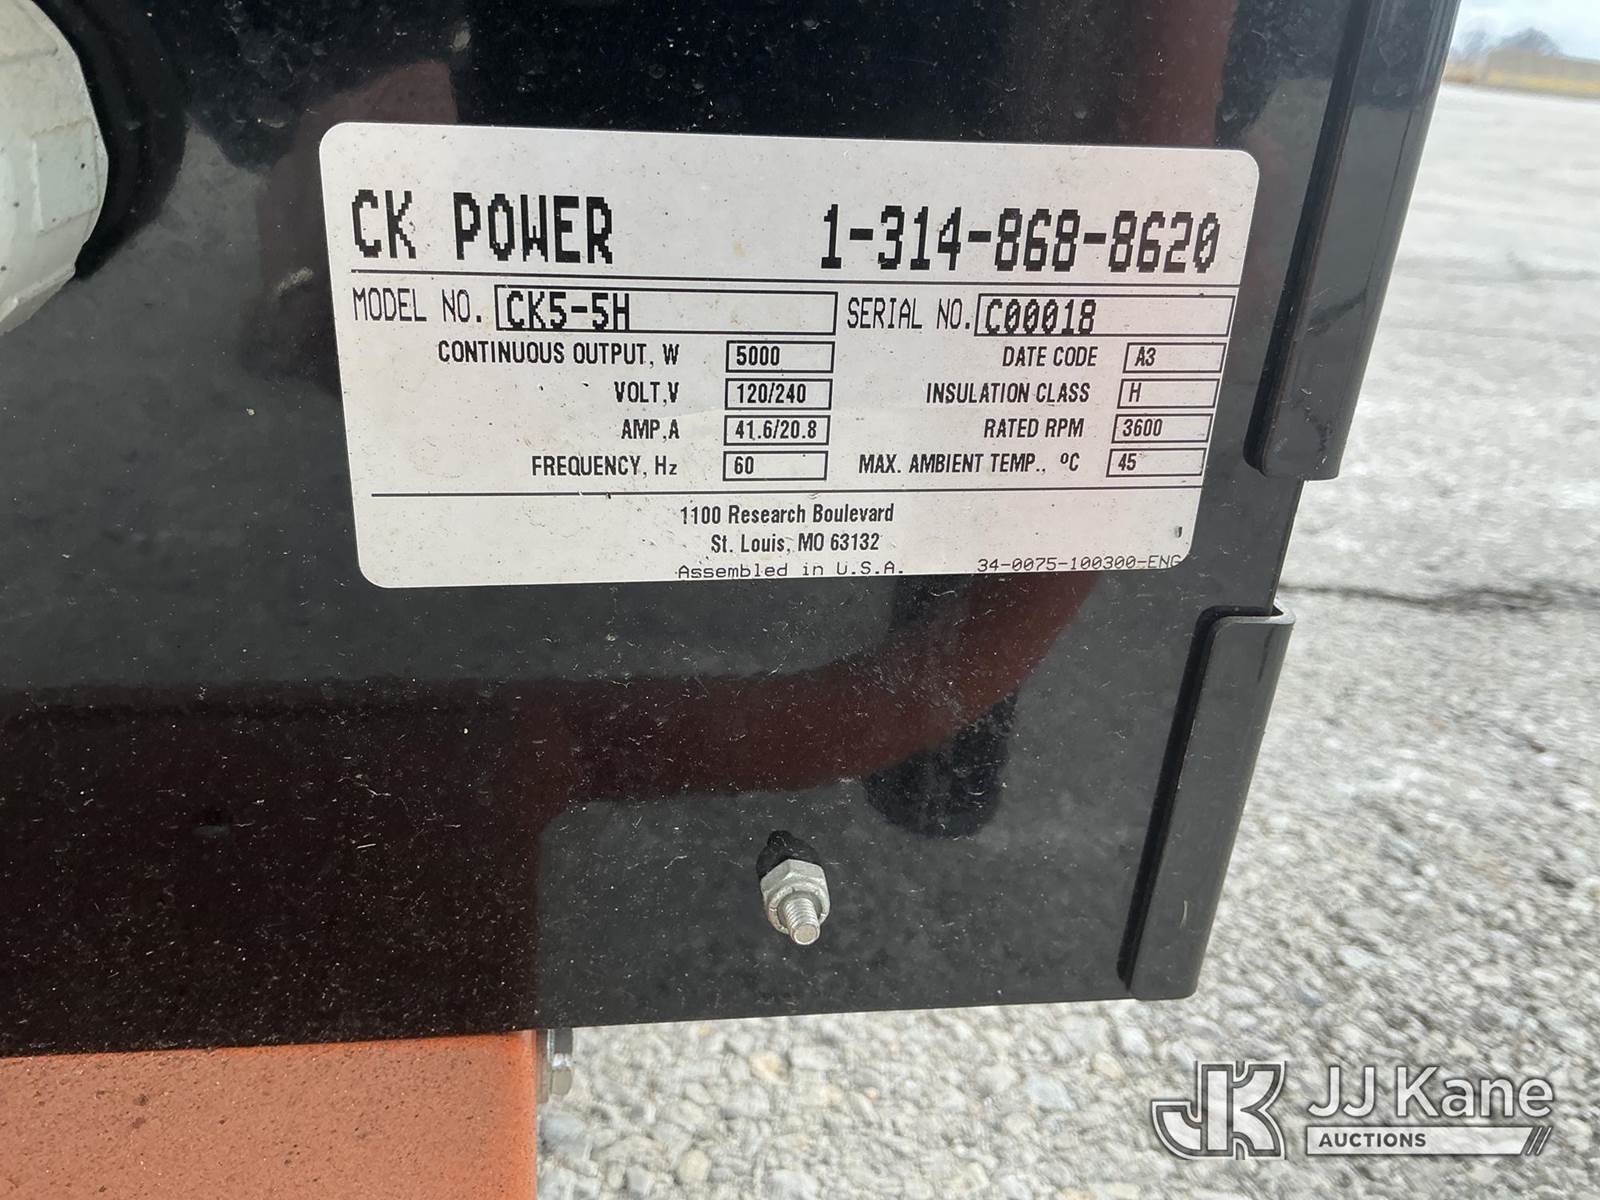 CK POWER 1-314-868-8620
MODEL NO. CK5-5H SERIAL NO. C00018
CONTINUOUS OUTPUT, W 5000 DATE CODE A3
VOLT,V 120/240 INSULATION CLASS H
AMP,A 41.6/20.8 RATED RPM 3600
FREQUENCY, Hz 60 MAX. AMBIENT TEMP., ºC 45
1100 Research Boulevard
St. Louis, MO 63132
Assembled in U.S.A. 34-0075-100300-ENG
JK JJ Kane
AUCTIONS